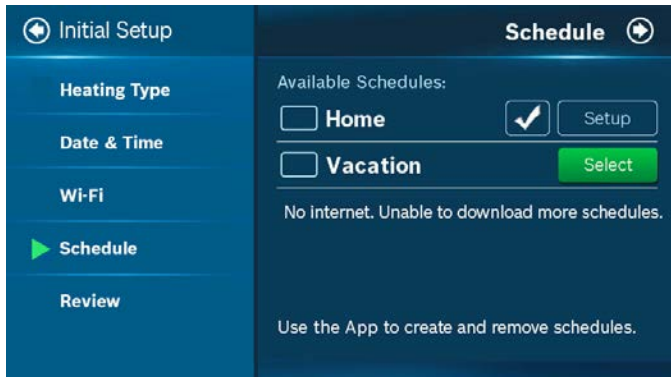 Initial Setup
Schedule
Heating Type
Date & Time
Wi-Fi
Schedule
Review
Available Schedules:
Home
Setup
Vacation
Select
No internet. Unable to download more schedules.
Use the App to create and remove schedules.